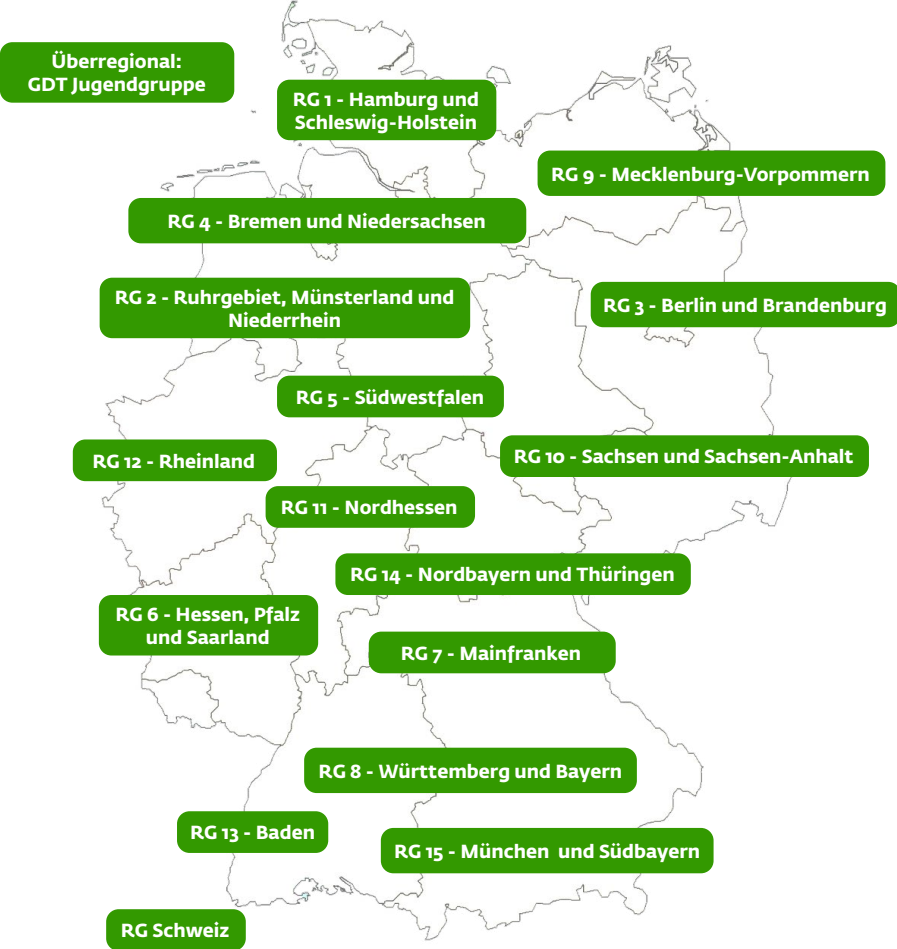 Überregional:
GDT Jugendgruppe
RG 1 - Hamburg und
Schleswig-Holstein
RG 9 - Mecklenburg-Vorpommern
RG 4 - Bremen und Niedersachsen
RG 2 - Ruhrgebiet, Münsterland und
Niederrhein
RG 3 - Berlin und Brandenburg
RG 5 - Südwestfalen
RG 12 - Rheinland
RG 10 - Sachsen und Sachsen-Anhalt
RG 11 - Nordhessen
RG 14 - Nordbayern und Thüringen
RG 6 - Hessen, Pfalz
und Saarland
RG 7 - Mainfranken
RG 8 - Württemberg und Bayern
RG 13 - Baden
RG 15 - München und Südbayern
RG Schweiz